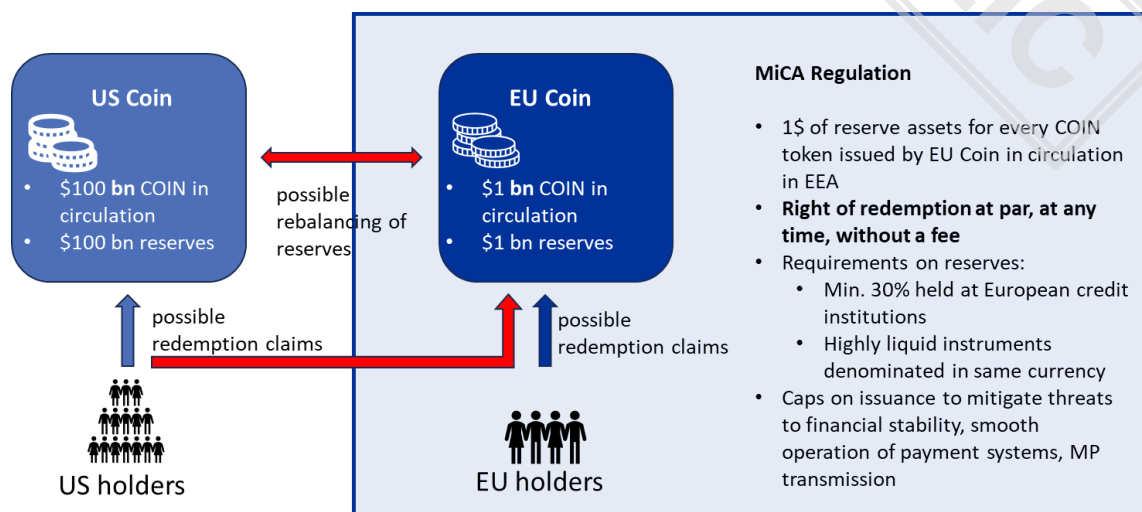 US Coin
• $100 bn COIN in
circulation
• $100 bn reserves
possible
rebalancing of
reserves
EU Coin
• $1 bn COIN in
circulation
• $1 bn reserves
possible
redemption claims
possible
redemption claims
US holders
EU holders
MiCA Regulation
• 1$ of reserve assets for every COIN
token issued by EU Coin in circulation
in EEA
• Right of redemption at par, at any
time, without a fee
• Requirements on reserves:
• Min. 30% held at European credit
institutions
• Highly liquid instruments
denominated in same currency
• Caps on issuance to mitigate threats
to financial stability, smooth
operation of payment systems, MP
transmission